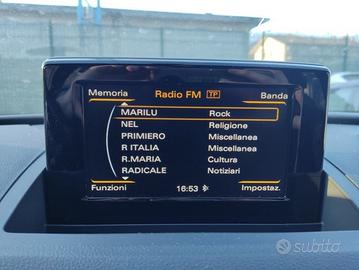 Memoria Radio FM TP Banda
MARILU Rock
NEL Religione
PRIMIERO Miscellanea
R ITALIA Miscellanea
R.MARIA Cultura
RADICALE Notiziari
Funzioni 16:53 Impostaz.
subito